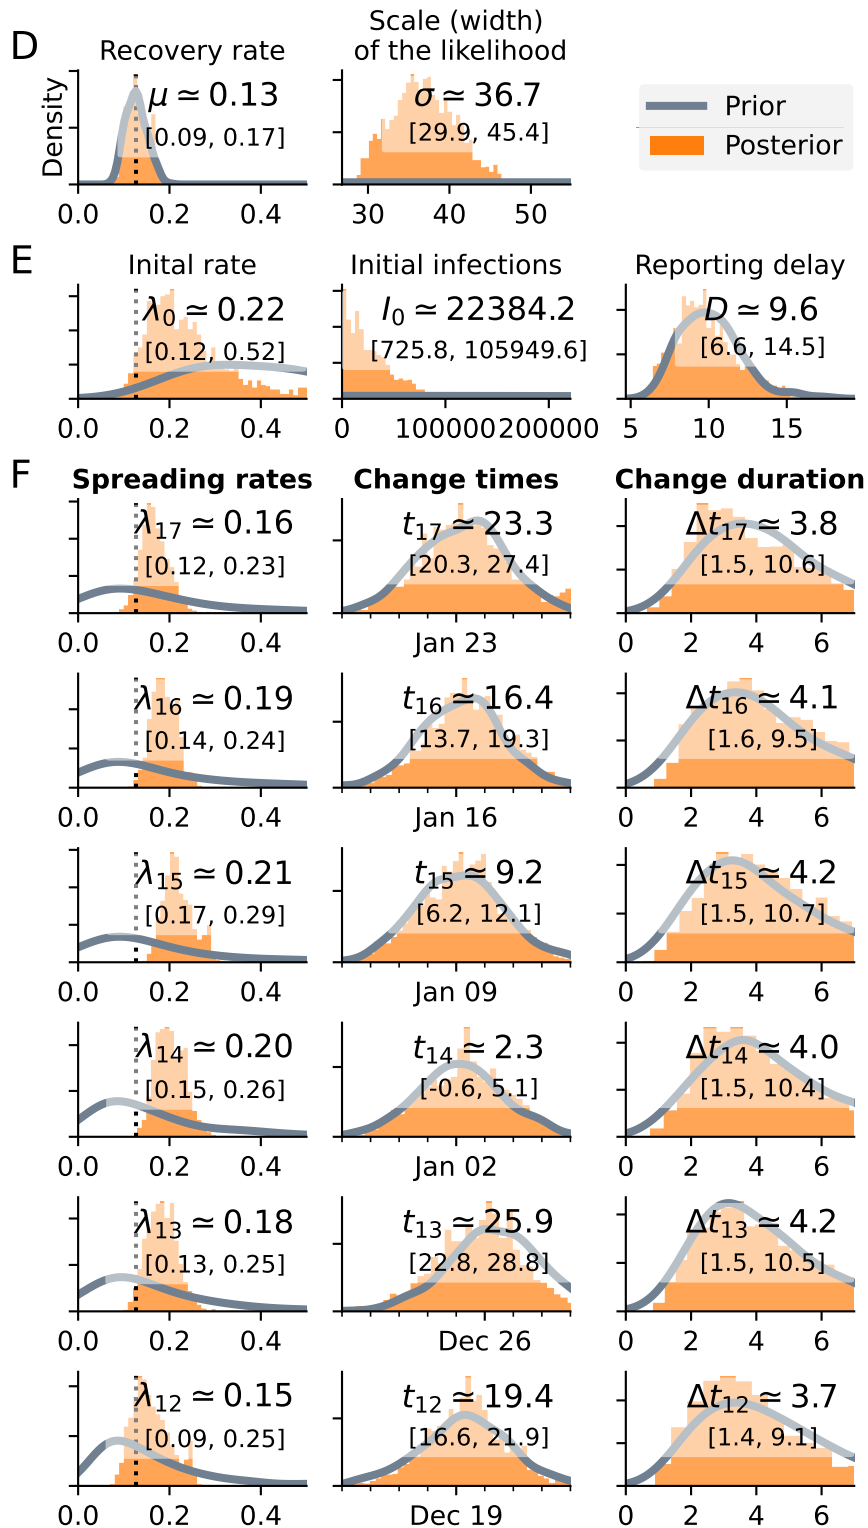 D
Recovery rate
Scale (width)
of the likelihood
Density
μ ≃ 0.13
[0.09, 0.17]
σ ≃ 36.7
[29.9, 45.4]
Prior
Posterior
0.0 0.2 0.4
30 40 50
E
Inital rate
Initial infections
Reporting delay
λ0 ≃ 0.22
[0.12, 0.52]
I0 ≃ 22384.2
[725.8, 105949.6]
D ≃ 9.6
[6.6, 14.5]
0.0 0.2 0.4
0 100000 200000
5 10 15
F
Spreading rates
Change times
Change duration
λ17 ≃ 0.16
[0.12, 0.23]
t17 ≃ 23.3
[20.3, 27.4]
Δt17 ≃ 3.8
[1.5, 10.6]
0.0 0.2 0.4
Jan 23
0 2 4 6
λ16 ≃ 0.19
[0.14, 0.24]
t16 ≃ 16.4
[13.7, 19.3]
Δt16 ≃ 4.1
[1.6, 9.5]
0.0 0.2 0.4
Jan 16
0 2 4 6
λ15 ≃ 0.21
[0.17, 0.29]
t15 ≃ 9.2
[6.2, 12.1]
Δt15 ≃ 4.2
[1.5, 10.7]
0.0 0.2 0.4
Jan 09
0 2 4 6
λ14 ≃ 0.20
[0.15, 0.26]
t14 ≃ 2.3
[-0.6, 5.1]
Δt14 ≃ 4.0
[1.5, 10.4]
0.0 0.2 0.4
Jan 02
0 2 4 6
λ13 ≃ 0.18
[0.13, 0.25]
t13 ≃ 25.9
[22.8, 28.8]
Δt13 ≃ 4.2
[1.5, 10.5]
0.0 0.2 0.4
Dec 26
0 2 4 6
λ12 ≃ 0.15
[0.09, 0.25]
t12 ≃ 19.4
[16.6, 21.9]
Δt12 ≃ 3.7
[1.4, 9.1]
0.0 0.2 0.4
Dec 19
0 2 4 6